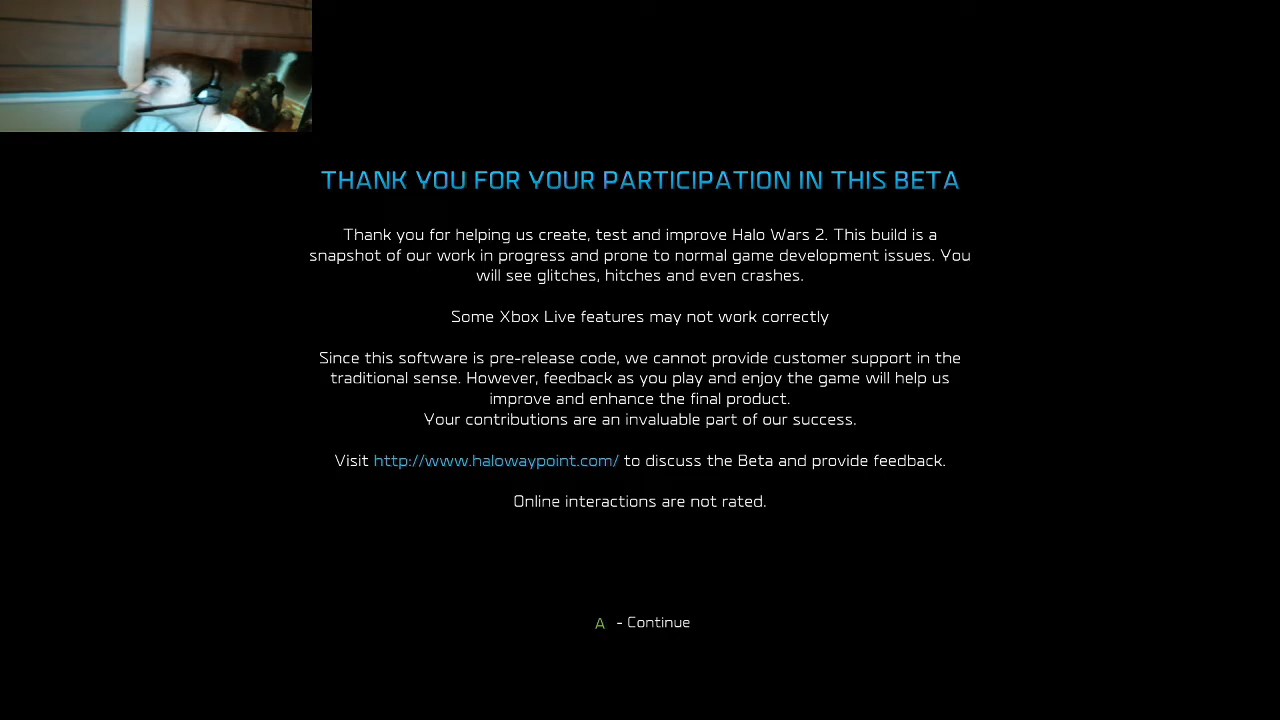 THANK YOU FOR YOUR PARTICIPATION IN THIS BETA
Thank you for helping us create, test and improve Halo Wars 2. This build is a
snapshot of our work in progress and prone to normal game development issues. You
will see glitches, hitches and even crashes.
Some Xbox Live features may not work correctly
Since this software is pre-release code, we cannot provide customer support in the
traditional sense. However, feedback as you play and enjoy the game will help us
improve and enhance the final product.
Your contributions are an invaluable part of our success.
Visit http://www.halowaypoint.com/ to discuss the Beta and provide feedback.
Online interactions are not rated.
A - Continue